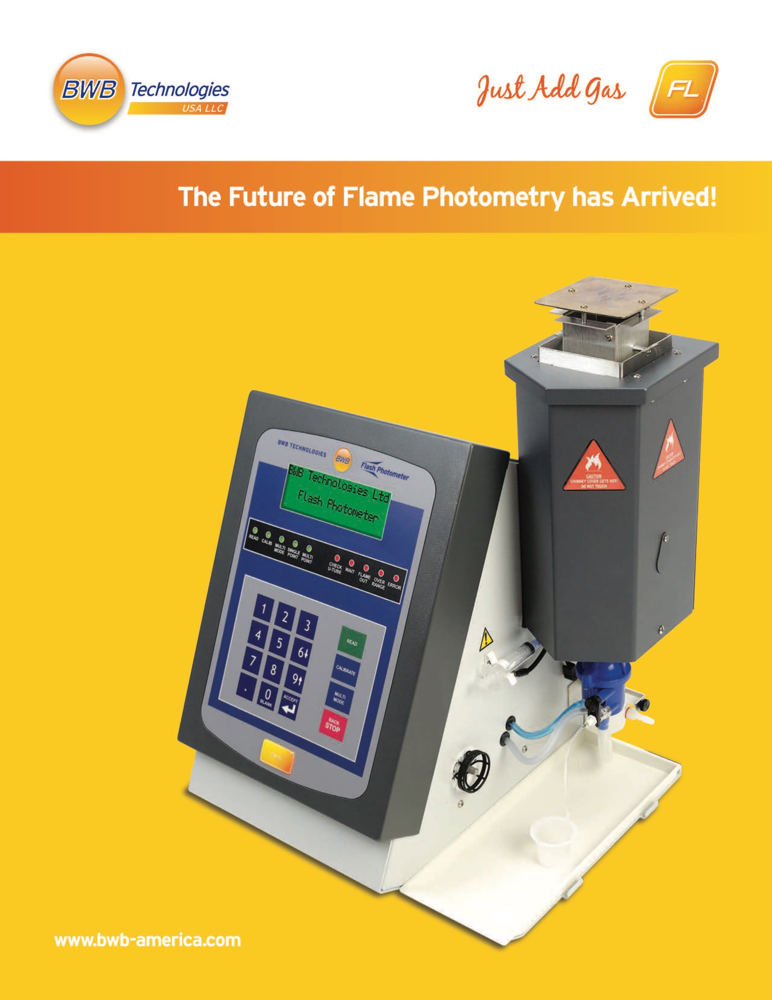 BWB Technologies
USA LLC
Just Add Gas
FL
The Future of Flame Photometry has Arrived!
BWB TECHNOLOGIES
BWB
Flash Photometer
BWB Technologies Ltd
Flash Photometer
READ
CALIB
MULTI
MODE
SINGLE
POINT
MULTI
POINT
CHECK
U-TUBE
WAIT
FLAME
OUT
OVER
RANGE
ERROR
1 2 3
4 5 6↓
7 8 9↑
. 0
BLANK
ACCEPT
READ
CALIBRATE
MULTI
MODE
BACK
STOP
CAUTION
CHIMNEY COVER GETS HOT!
DO NOT TOUCH
www.bwb-america.com